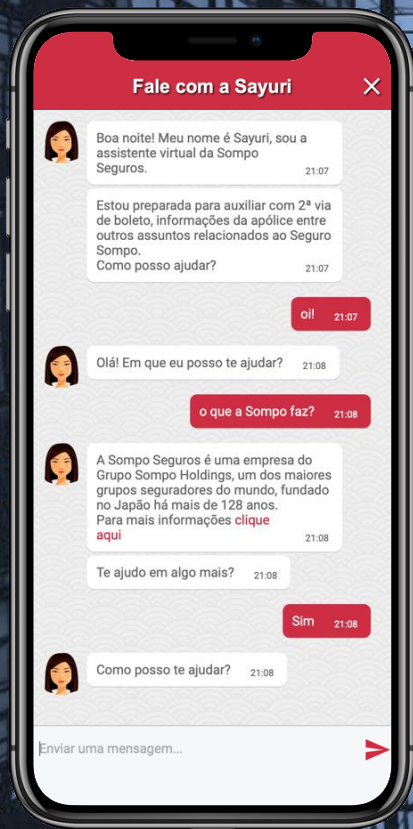 Fale com a Sayuri
Boa noite! Meu nome é Sayuri, sou a
assistente virtual da Sompo
Seguros.
21:07
Estou preparada para auxiliar com 2ª via
de boleto, informações da apólice entre
outros assuntos relacionados ao Seguro
Sompo.
Como posso ajudar?
21:07
oi! 21:07
Olá! Em que eu posso te ajudar? 21:08
o que a Sompo faz? 21:08
A Sompo Seguros é uma empresa do
Grupo Sompo Holdings, um dos maiores
grupos seguradores do mundo, fundado
no Japão há mais de 128 anos.
Para mais informações clique
aqui
21:08
Te ajudo em algo mais? 21:08
Sim 21:08
Como posso te ajudar? 21:08
Enviar uma mensagem...